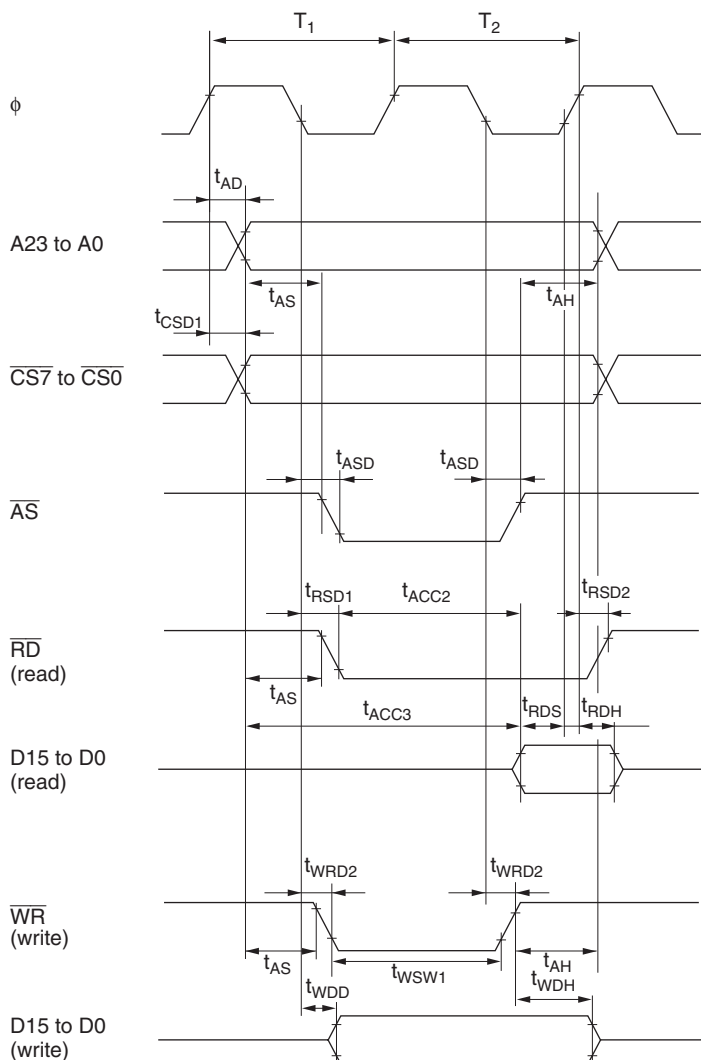 T1 T2
φ
tAD
A23 to A0
tAS tAH
tCSD1
CS7 to CS0
tASD tASD
AS
tRSD1 tACC2 tRSD2
RD
(read)
tAS tACC3 tRDS tRDH
D15 to D0
(read)
tWRD2 tWRD2
WR
(write)
tAS tWSW1 tAH
tWDD tWDH
D15 to D0
(write)